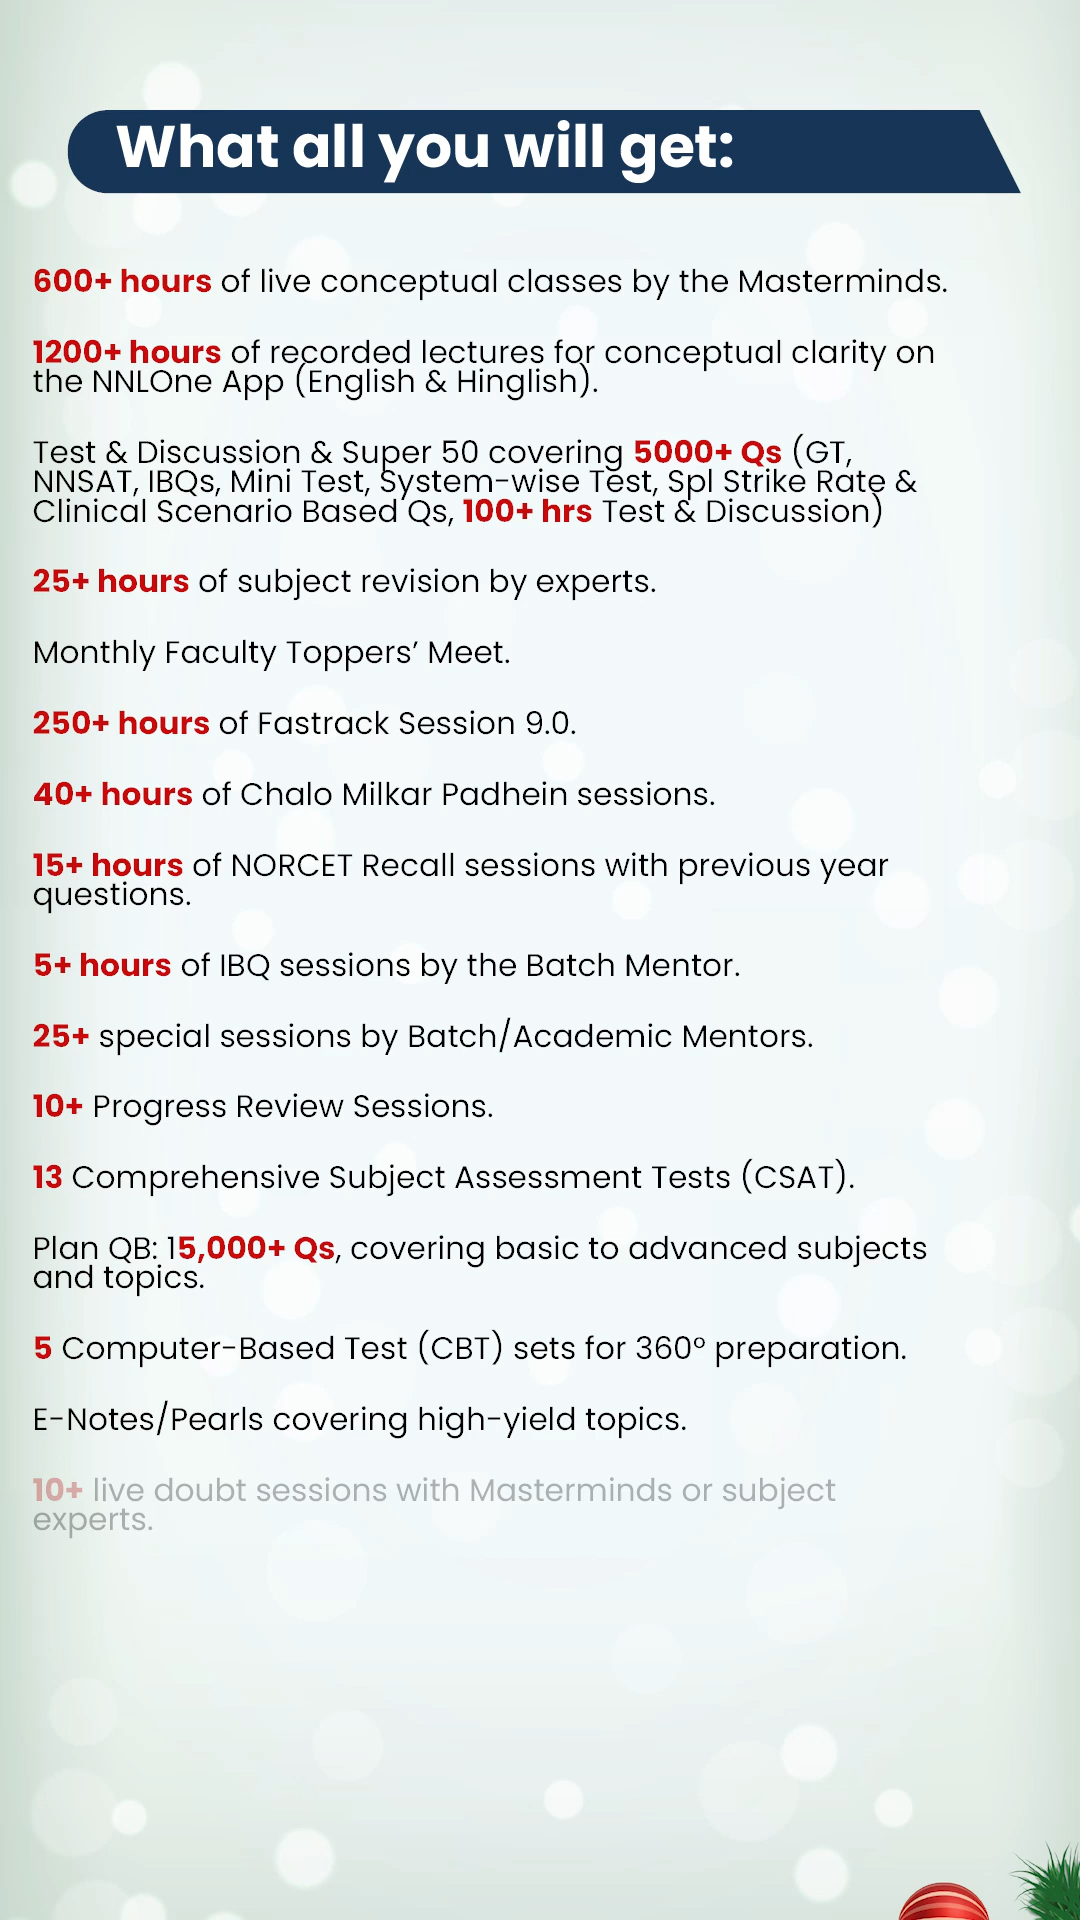 What all you will get:
600+ hours of live conceptual classes by the Masterminds.
1200+ hours of recorded lectures for conceptual clarity on
the NNLOne App (English & Hinglish).
Test & Discussion & Super 50 covering 5000+ Qs (GT,
NNSAT, IBQs, Mini Test, System-wise Test, Spl Strike Rate &
Clinical Scenario Based Qs, 100+ hrs Test & Discussion)
25+ hours of subject revision by experts.
Monthly Faculty Toppers’ Meet.
250+ hours of Fastrack Session 9.0.
40+ hours of Chalo Milkar Padhein sessions.
15+ hours of NORCET Recall sessions with previous year
questions.
5+ hours of IBQ sessions by the Batch Mentor.
25+ special sessions by Batch/Academic Mentors.
10+ Progress Review Sessions.
13 Comprehensive Subject Assessment Tests (CSAT).
Plan QB: 15,000+ Qs, covering basic to advanced subjects
and topics.
5 Computer-Based Test (CBT) sets for 360° preparation.
E-Notes/Pearls covering high-yield topics.
10+ live doubt sessions with Masterminds or subject
experts.